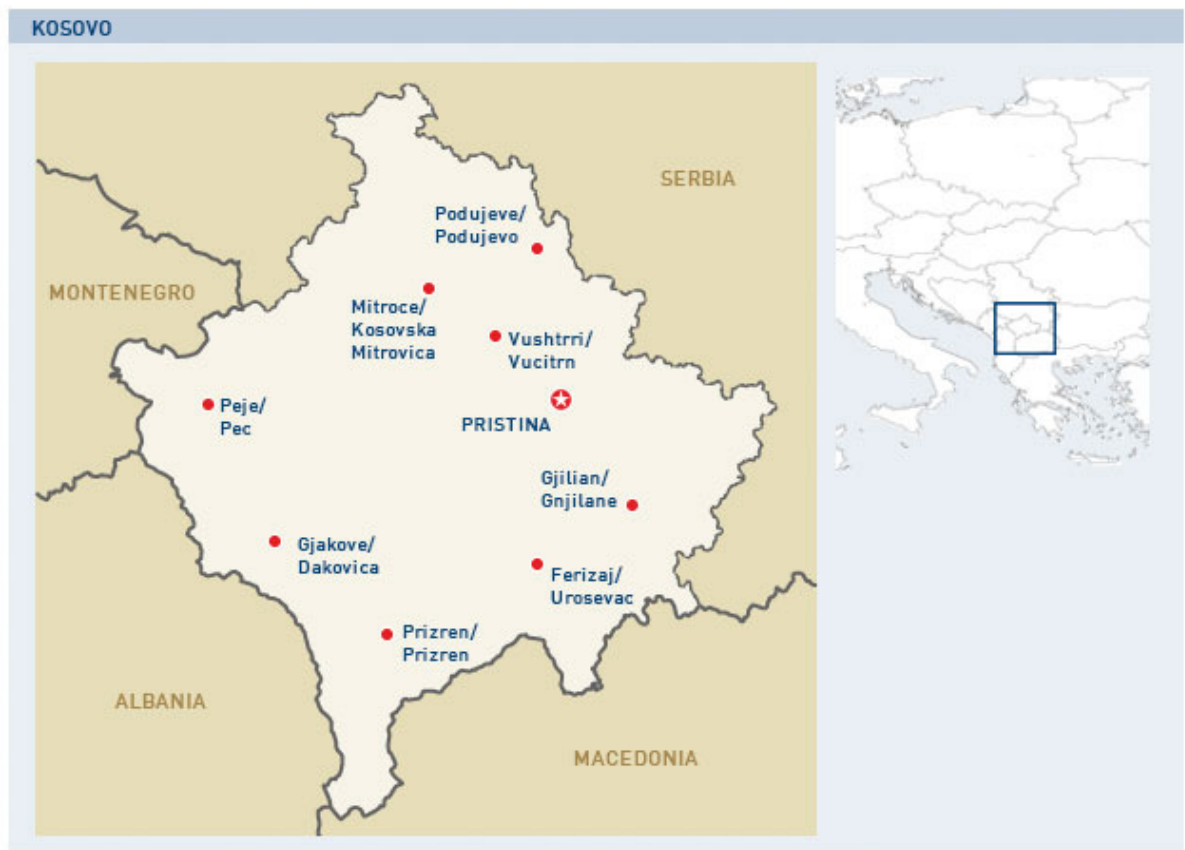 KOSOVO
SERBIA
Podujeve/
Podujevo
MONTENEGRO
Mitroce/
Kosovska
Mitrovica
Vushtrri/
Vucitrn
Peje/
Pec
PRISTINA
Gjilian/
Gnjilane
Gjakove/
Dakovica
Ferizaj/
Urosevac
Prizren/
Prizren
ALBANIA
MACEDONIA